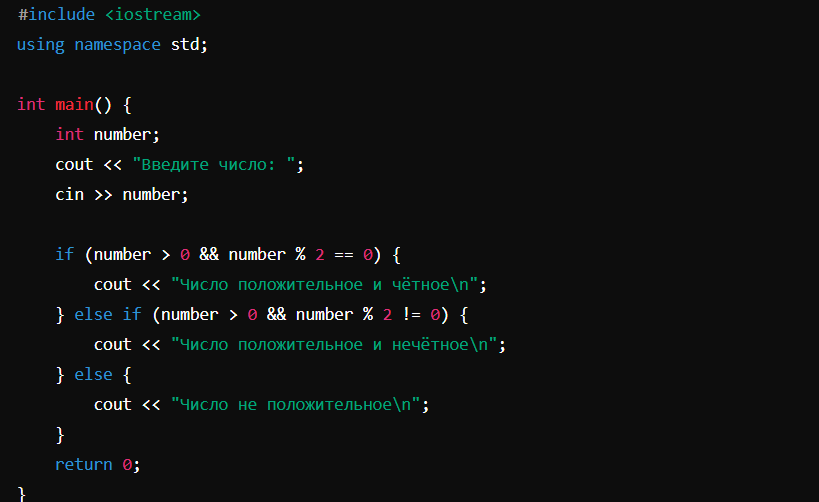 #include <iostream>
using namespace std;

int main() {
    int number;
    cout << "Введите число: ";
    cin >> number;

    if (number > 0 && number % 2 == 0) {
        cout << "Число положительное и чётное\n";
    } else if (number > 0 && number % 2 != 0) {
        cout << "Число положительное и нечётное\n";
    } else {
        cout << "Число не положительное\n";
    }
    return 0;
}